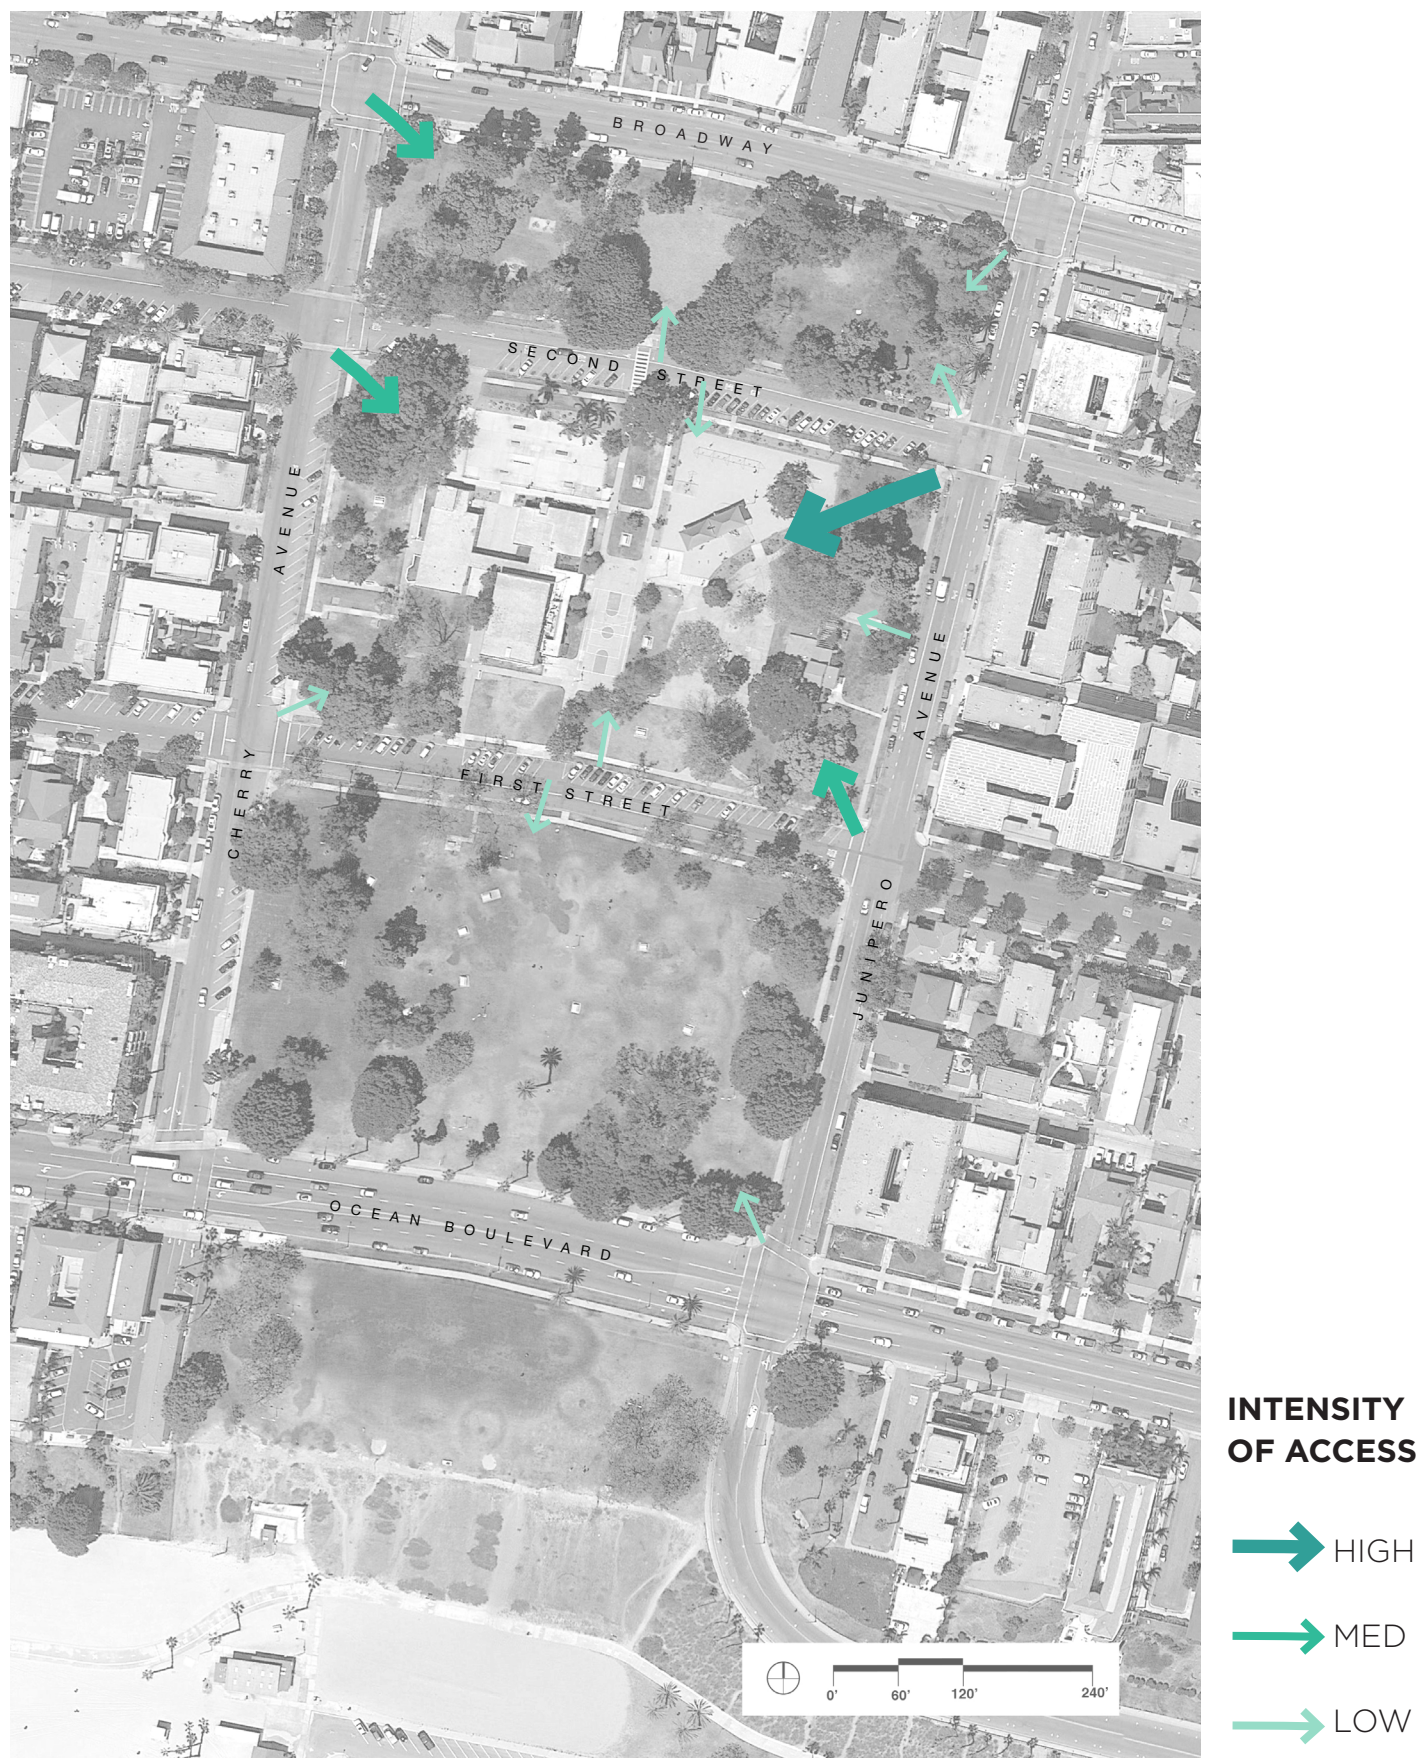 BROADWAY
SECOND STREET
AVENUE
CHERRY
AVENUE
JUNIPERO
FIRST STREET
OCEAN BOULEVARD
INTENSITY
OF ACCESS
HIGH
MED
LOW
0' 60' 120' 240'